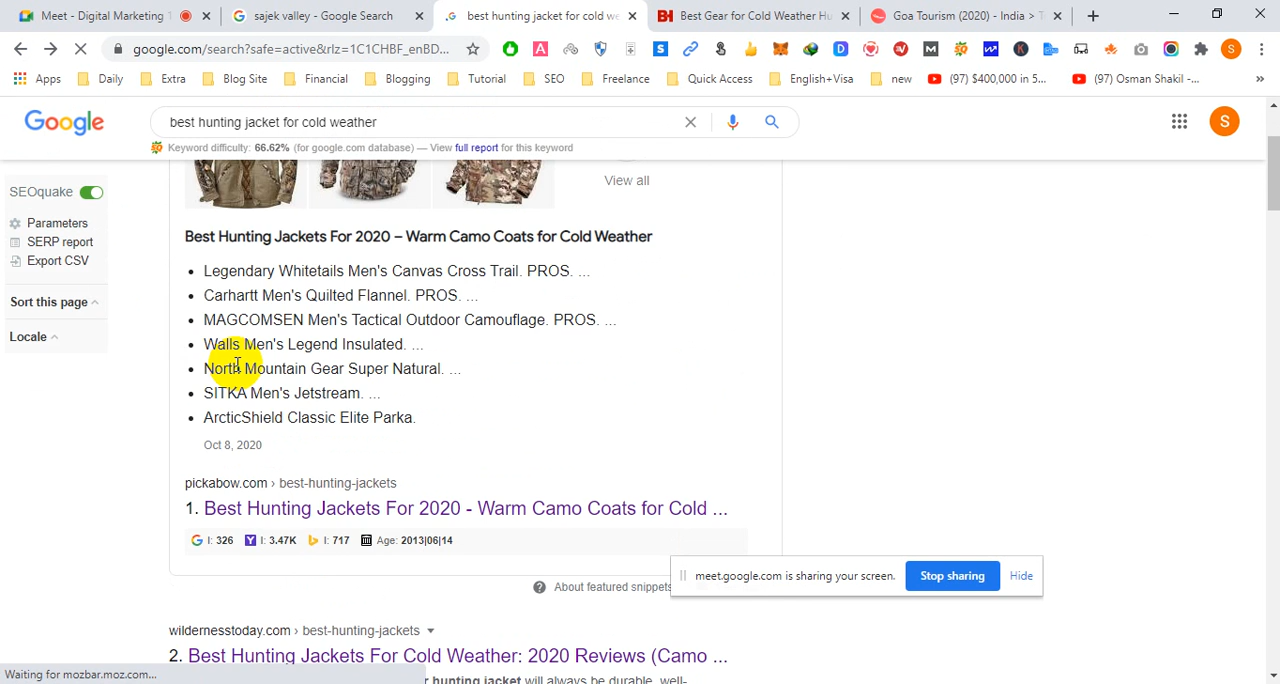 Meet - Digital Marketing T
sajek valley - Google Search
best hunting jacket for cold we
Best Gear for Cold Weather Hu
Goa Tourism (2020) - India > T
google.com/search?safe=active&rlz=1C1CHBF_enBD...
Apps
Daily
Extra
Blog Site
Financial
Blogging
Tutorial
SEO
Freelance
Quick Access
English+Visa
new
(97) $400,000 in 5...
(97) Osman Shakil -...
Google
best hunting jacket for cold weather
S
Keyword difficulty: 66.62% (for google.com database) — View full report for this keyword
SEOquake
Parameters
SERP report
Export CSV
Sort this page
Locale
View all
Best Hunting Jackets For 2020 – Warm Camo Coats for Cold Weather
• Legendary Whitetails Men's Canvas Cross Trail. PROS. ...
• Carhartt Men's Quilted Flannel. PROS. ...
• MAGCOMSEN Men's Tactical Outdoor Camouflage. PROS. ...
• Walls Men's Legend Insulated. ...
• North Mountain Gear Super Natural. ...
• SITKA Men's Jetstream. ...
• ArcticShield Classic Elite Parka.
Oct 8, 2020
pickabow.com › best-hunting-jackets
1. Best Hunting Jackets For 2020 - Warm Camo Coats for Cold ...
I: 326 I: 3.47K I: 717 Age: 2013|06|14
meet.google.com is sharing your screen.
Stop sharing
Hide
About featured snippets
wildernesstoday.com › best-hunting-jackets
2. Best Hunting Jackets For Cold Weather: 2020 Reviews (Camo ...
hunting jacket will always be durable, well-
Waiting for mozbar.moz.com...